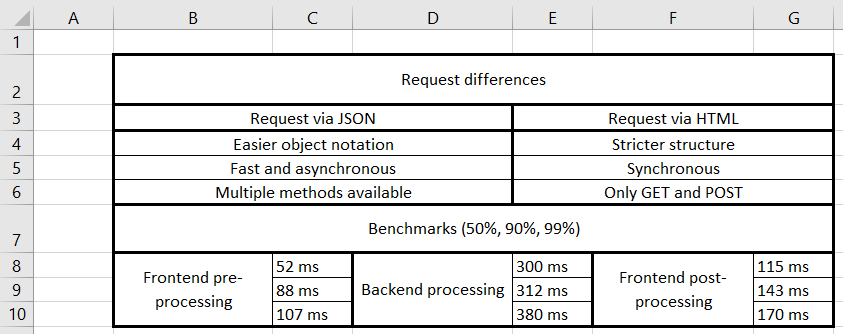 A B C D E F G
1
2 Request differences
3 Request via JSON Request via HTML
4 Easier object notation Stricter structure
5 Fast and asynchronous Synchronous
6 Multiple methods available Only GET and POST
7 Benchmarks (50%, 90%, 99%)
8 Frontend pre- 52 ms 300 ms Frontend post- 115 ms
9 processing 88 ms Backend processing 312 ms processing 143 ms
10 107 ms 380 ms 170 ms